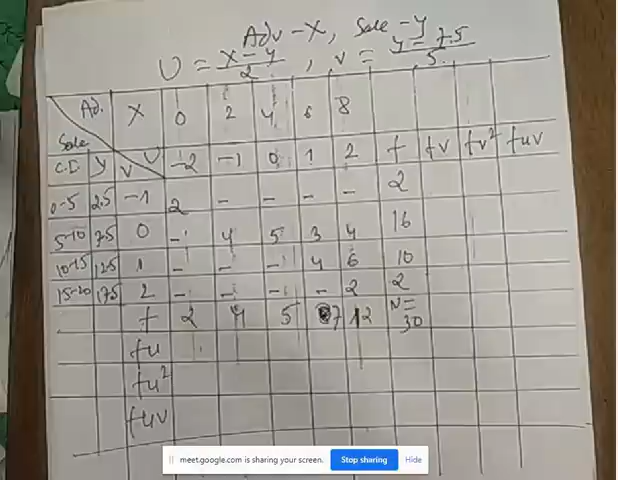 Adv - X, Sale - Y
U = x - 4 / 2 , v = y - 7.5 / 5
Ad. X 0 2 4 6 8
Sale
C.I. y v U -2 -1 0 1 2 f fv fv² fuv
0-5 2.5 -1 2 - - - - 2
5-10 7.5 0 - 4 5 3 4 16
10-15 12.5 1 - - - 4 6 10
15-20 17.5 2 - - - - 2 2
f 2 4 5 7 12 N=
30
fu
fu²
fuv
meet.google.com is sharing your screen. Stop sharing Hide